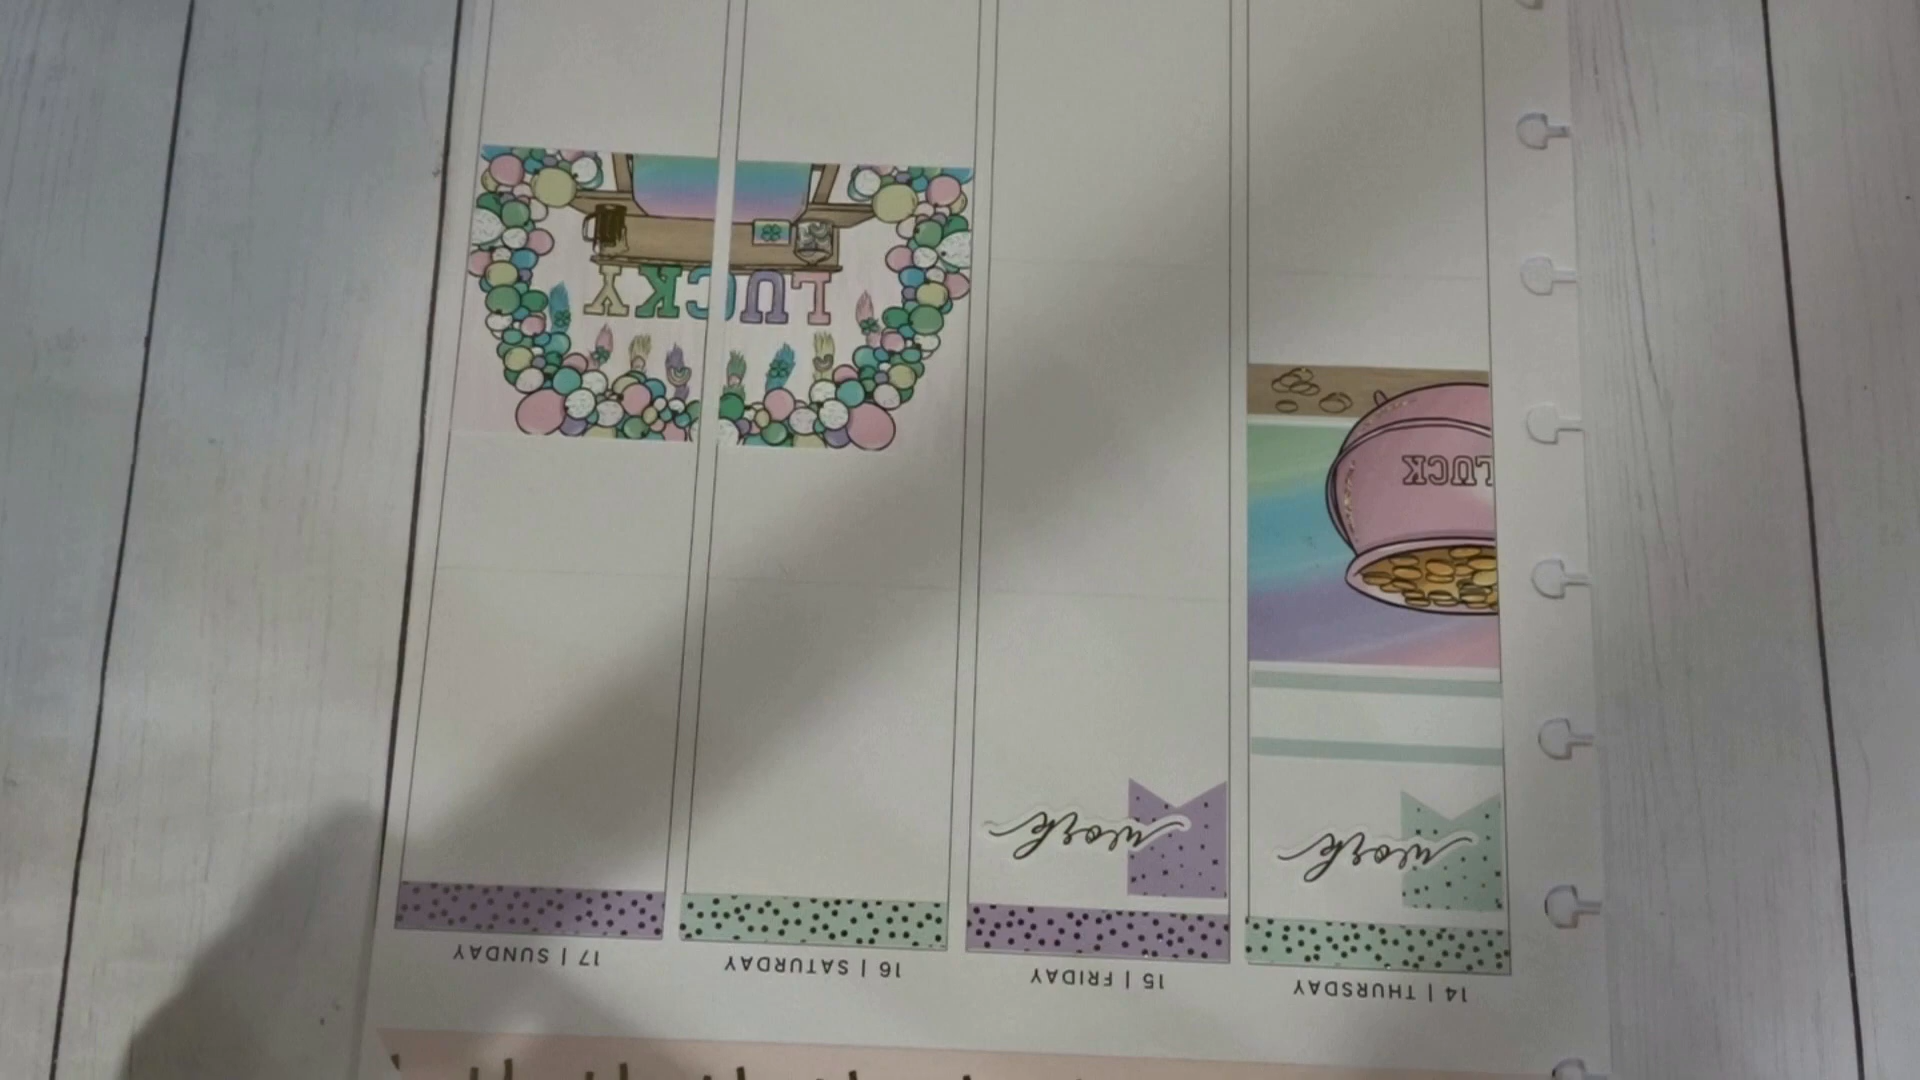 14 | THURSDAY
15 | FRIDAY
16 | SATURDAY
17 | SUNDAY
work
work
LUCK
LUCKY